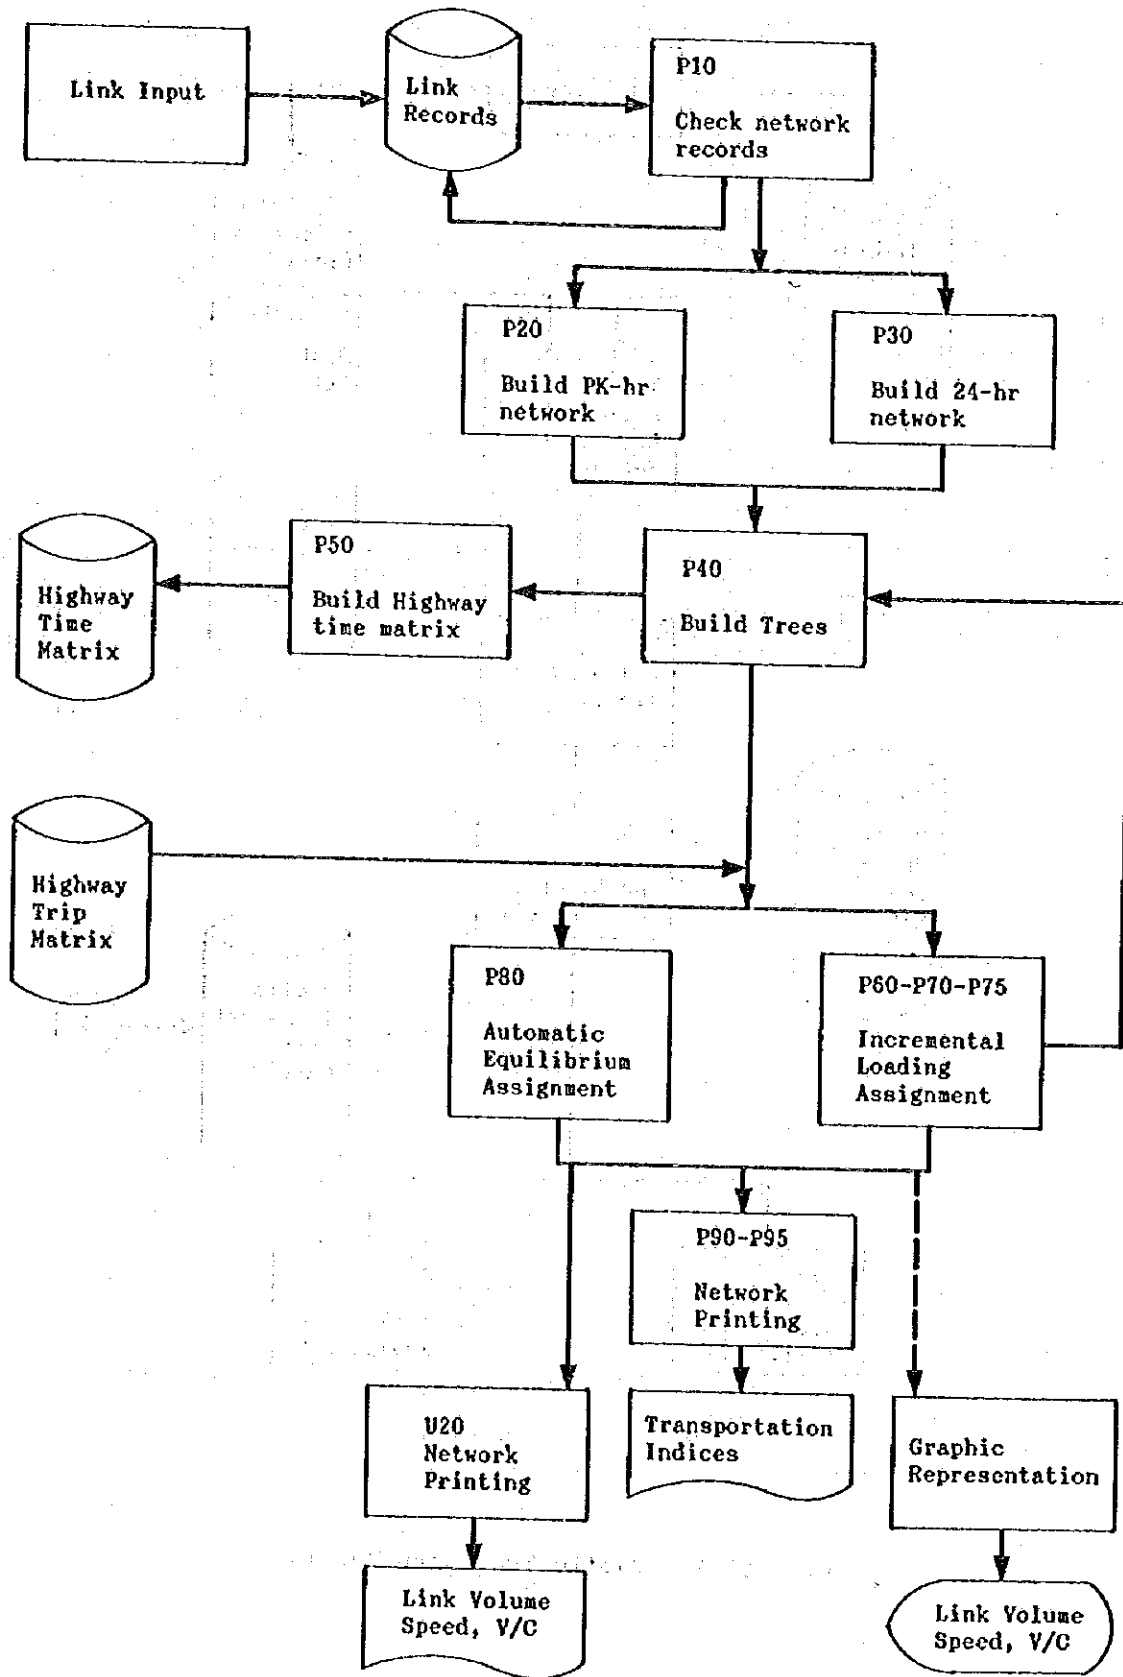 Link Input
Link
Records
P10
Check network
records
P20
Build PK-hr
network
P30
Build 24-hr
network
P50
Build Highway
time matrix
P40
Build Trees
Highway
Time
Matrix
Highway
Trip
Matrix
P80
Automatic
Equilibrium
Assignment
P60-P70-P75
Incremental
Loading
Assignment
P90-P95
Network
Printing
U20
Network
Printing
Transportation
Indices
Graphic
Representation
Link Volume
Speed, V/C
Link Volume
Speed, V/C